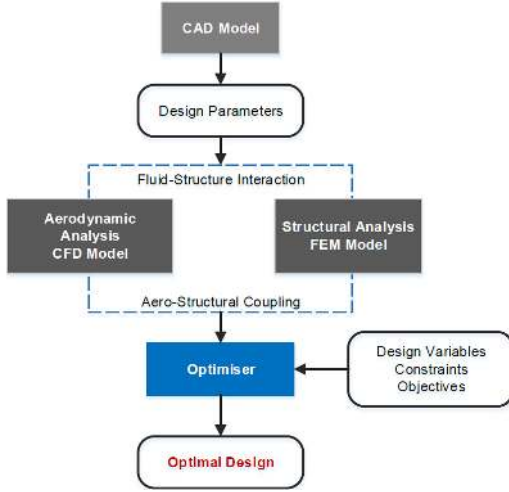 CAD Model
Design Parameters
Fluid-Structure Interaction
Aerodynamic
Analysis
CFD Model
Structural Analysis
FEM Model
Aero-Structural Coupling
Optimiser
Design Variables
Constraints
Objectives
Optimal Design